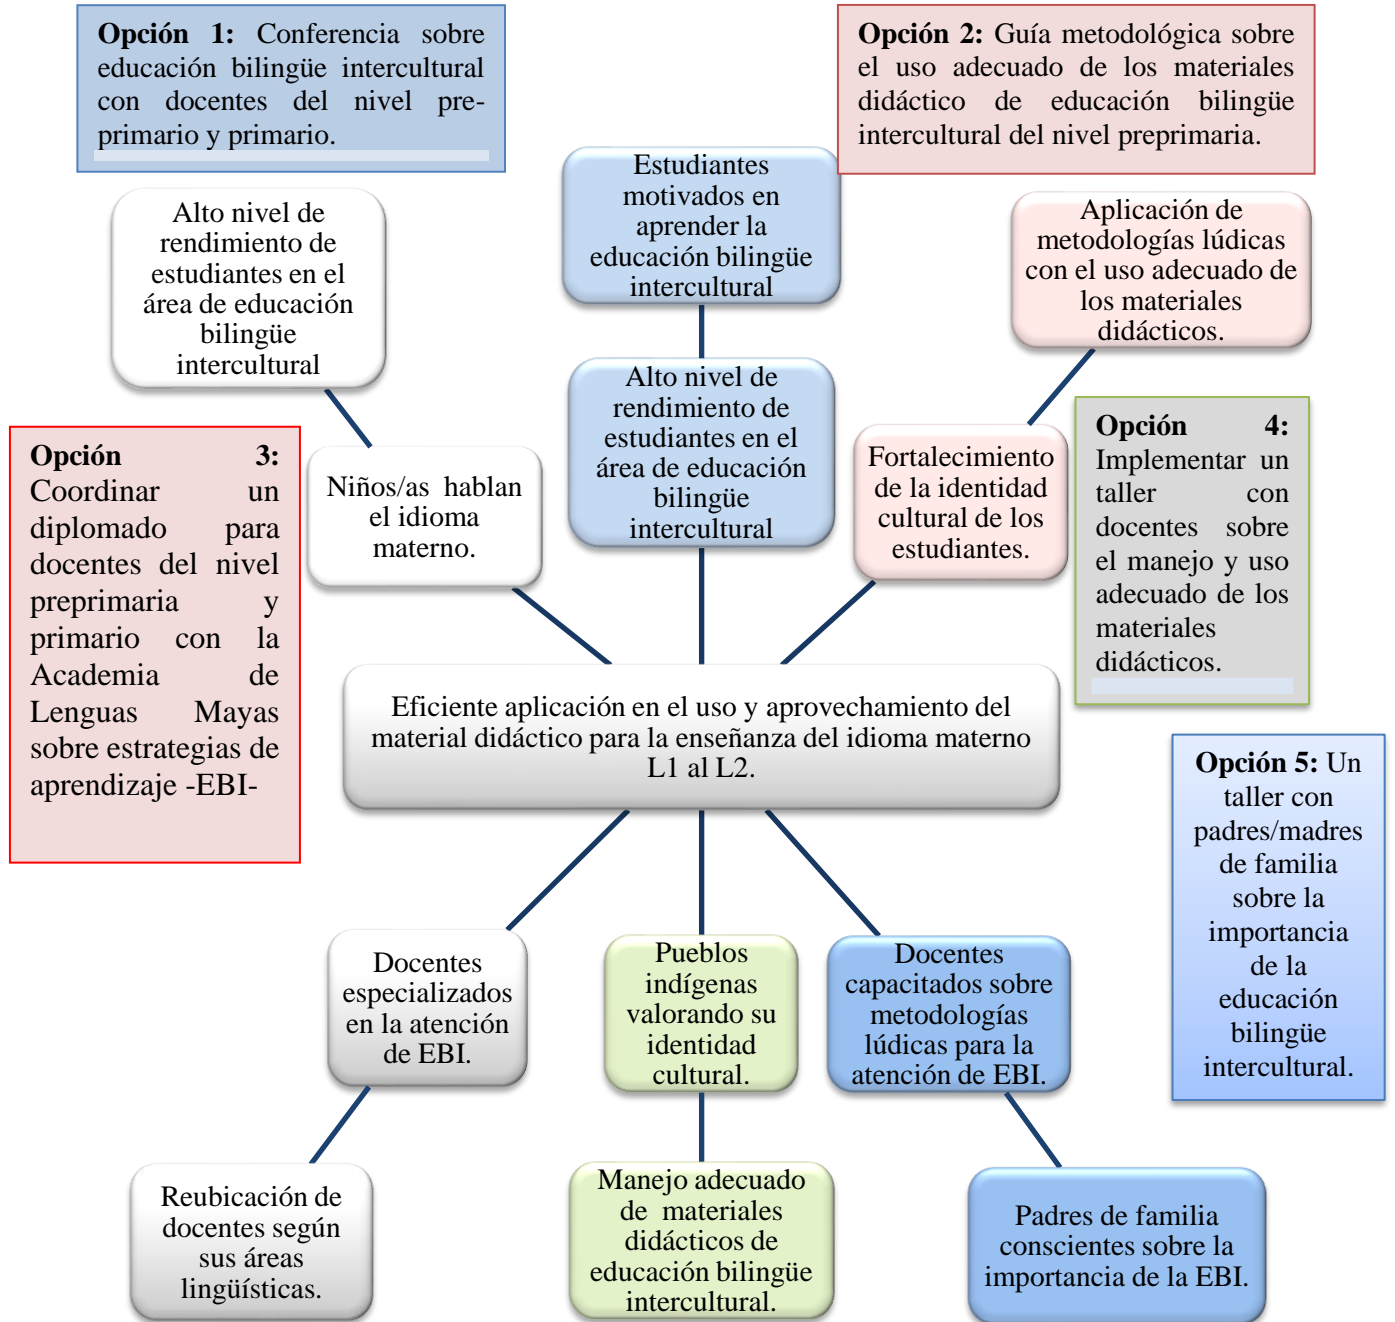 Opción 1: Conferencia sobre
educación bilingüe intercultural
con docentes del nivel pre-
primario y primario.
Opción 2: Guía metodológica sobre
el uso adecuado de los materiales
didáctico de educación bilingüe
intercultural del nivel preprimaria.
Alto nivel de
rendimiento de
estudiantes en el
área de educación
bilingüe
intercultural
Estudiantes
motivados en
aprender la
educación bilingüe
intercultural
Aplicación de
metodologías lúdicas
con el uso adecuado de
los materiales
didácticos.
Opción 3:
Coordinar un
diplomado para
docentes del nivel
preprimaria y
primario con la
Academia de
Lenguas Mayas
sobre estrategias de
aprendizaje -EBI-
Niños/as hablan
el idioma
materno.
Alto nivel de
rendimiento de
estudiantes en el
área de educación
bilingüe
intercultural
Fortalecimiento
de la identidad
cultural de los
estudiantes.
Opción 4:
Implementar un
taller con
docentes sobre
el manejo y uso
adecuado de los
materiales
didácticos.
Eficiente aplicación en el uso y aprovechamiento del
material didáctico para la enseñanza del idioma materno
L1 al L2.
Opción 5: Un
taller con
padres/madres
de familia
sobre la
importancia
de la
educación
bilingüe
intercultural.
Docentes
especializados
en la atención
de EBI.
Pueblos
indígenas
valorando su
identidad
cultural.
Docentes
capacitados sobre
metodologías
lúdicas para la
atención de EBI.
Reubicación de
docentes según
sus áreas
lingüísticas.
Manejo adecuado
de materiales
didácticos de
educación bilingüe
intercultural.
Padres de familia
conscientes sobre la
importancia de la EBI.